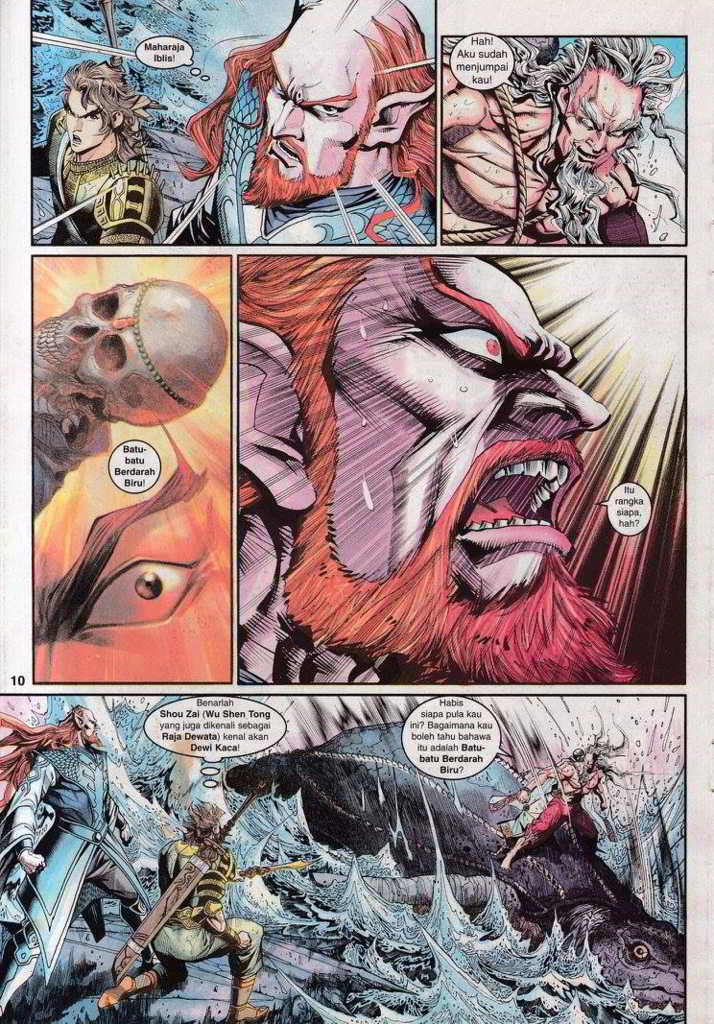 Maharaja
Iblis!
Hah!
Aku sudah
menjumpai
kau!
Batu-
batu
Berdarah
Biru!
Itu
rangka
siapa,
hah?
10
Benarlah
Shou Zai (Wu Shen Tong
yang juga dikenali sebagai
Raja Dewata) kenal akan
Dewi Kaca!
Habis
siapa pula kau
ini? Bagaimana kau
boleh tahu bahawa
itu adalah Batu-
batu Berdarah
Biru?